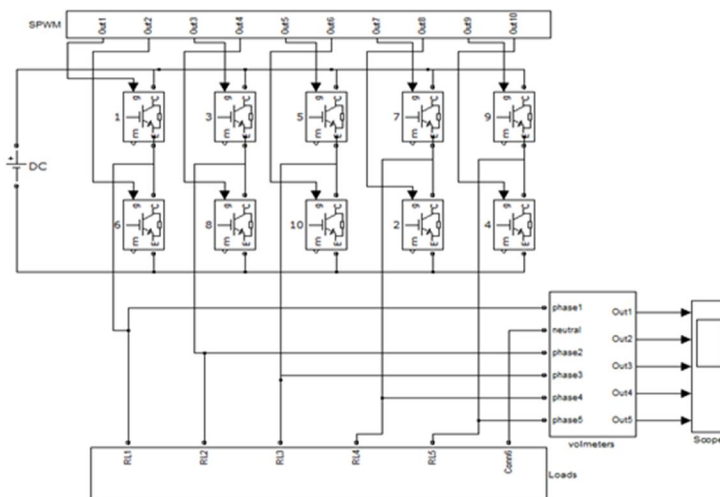 SPWM
Out1 Out2 Out3 Out4 Out5 Out6 Out7 Out8 Out9 Out10
g C g C g C g C g C
1 3 5 7 9
m E m E m E m E m E
+
DC
g C g C g C g C g C
6 8 10 2 4
m E m E m E m E m E
phase1 Out1
neutral Out2
phase2
phase3 Out3
phase4 Out4
phase5 Out5
volmeters
Scope
RL1 RL2 RL3 RL4 RL5 Conn6
Loads